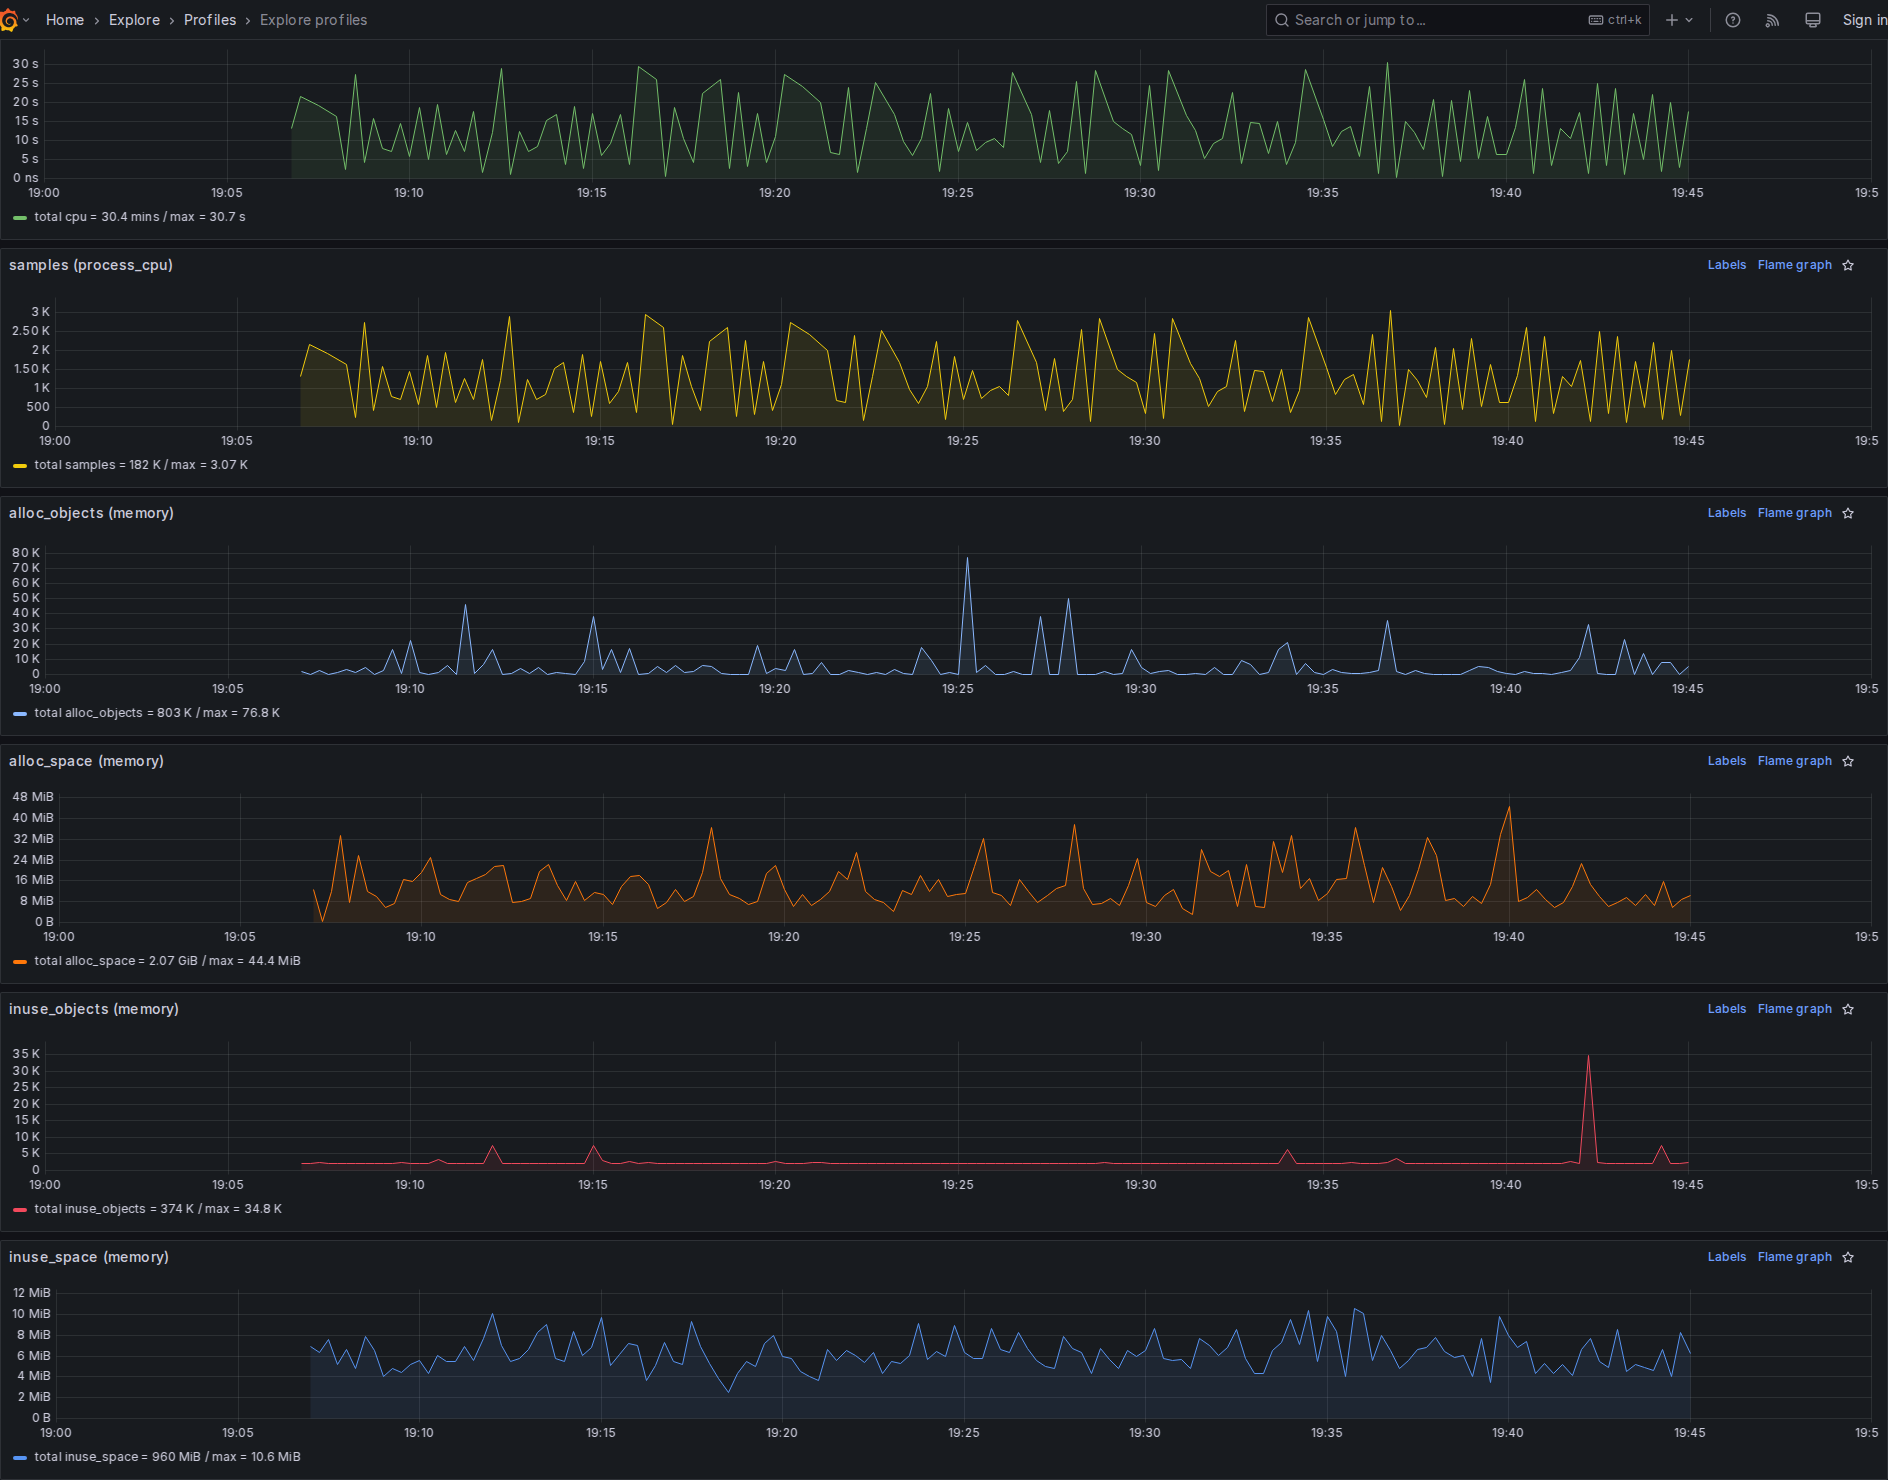 Home › Explore › Profiles › Explore profiles Search or jump to... ctrl+k Sign in
30 s
25 s
20 s
15 s
10 s
5 s
0 ns
19:00 19:05 19:10 19:15 19:20 19:25 19:30 19:35 19:40 19:45 19:5
total cpu = 30.4 mins / max = 30.7 s
samples (process_cpu) Labels Flame graph
3 K
2.50 K
2 K
1.50 K
1 K
500
0
19:00 19:05 19:10 19:15 19:20 19:25 19:30 19:35 19:40 19:45 19:5
total samples = 182 K / max = 3.07 K
alloc_objects (memory) Labels Flame graph
80 K
70 K
60 K
50 K
40 K
30 K
20 K
10 K
0
19:00 19:05 19:10 19:15 19:20 19:25 19:30 19:35 19:40 19:45 19:5
total alloc_objects = 803 K / max = 76.8 K
alloc_space (memory) Labels Flame graph
48 MiB
40 MiB
32 MiB
24 MiB
16 MiB
8 MiB
0 B
19:00 19:05 19:10 19:15 19:20 19:25 19:30 19:35 19:40 19:45 19:5
total alloc_space = 2.07 GiB / max = 44.4 MiB
inuse_objects (memory) Labels Flame graph
35 K
30 K
25 K
20 K
15 K
10 K
5 K
0
19:00 19:05 19:10 19:15 19:20 19:25 19:30 19:35 19:40 19:45 19:5
total inuse_objects = 374 K / max = 34.8 K
inuse_space (memory) Labels Flame graph
12 MiB
10 MiB
8 MiB
6 MiB
4 MiB
2 MiB
0 B
19:00 19:05 19:10 19:15 19:20 19:25 19:30 19:35 19:40 19:45 19:5
total inuse_space = 960 MiB / max = 10.6 MiB